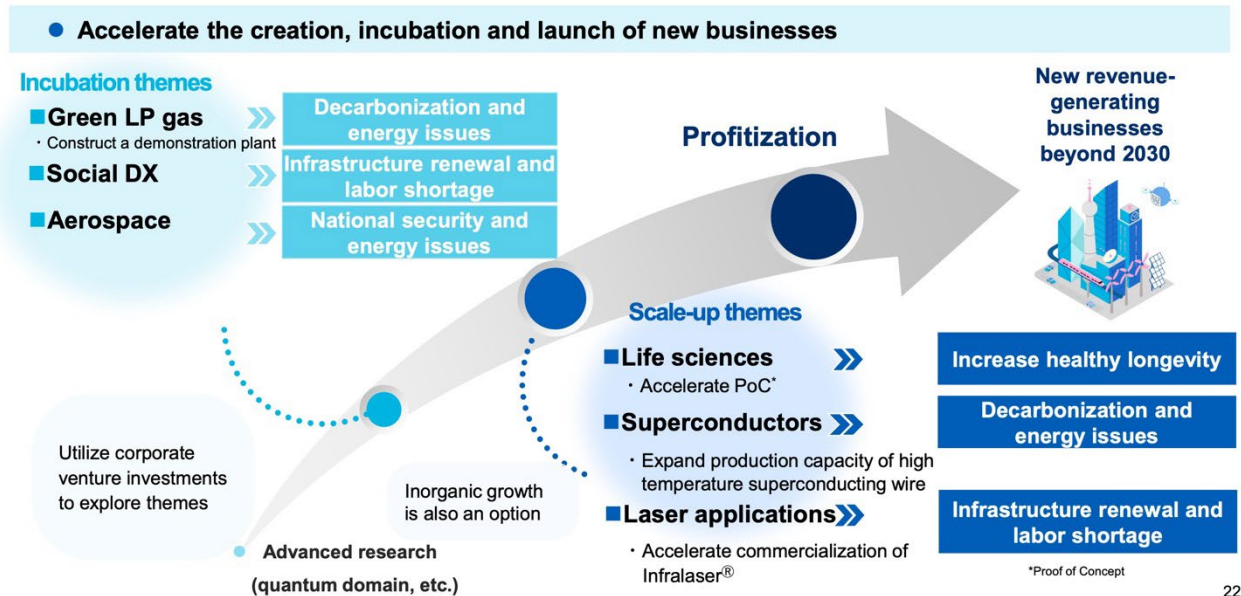 ● Accelerate the creation, incubation and launch of new businesses
Incubation themes
■Green LP gas
・Construct a demonstration plant
■Social DX
■Aerospace
Decarbonization and
energy issues
Infrastructure renewal and
labor shortage
National security and
energy issues
Profitization
New revenue-
generating
businesses
beyond 2030
Utilize corporate
venture investments
to explore themes
Advanced research
(quantum domain, etc.)
Inorganic growth
is also an option
Scale-up themes
■Life sciences
・Accelerate PoC*
■Superconductors
・Expand production capacity of high
temperature superconducting wire
■Laser applications
・Accelerate commercialization of
Infralaser®
Increase healthy longevity
Decarbonization and
energy issues
Infrastructure renewal and
labor shortage
*Proof of Concept
22